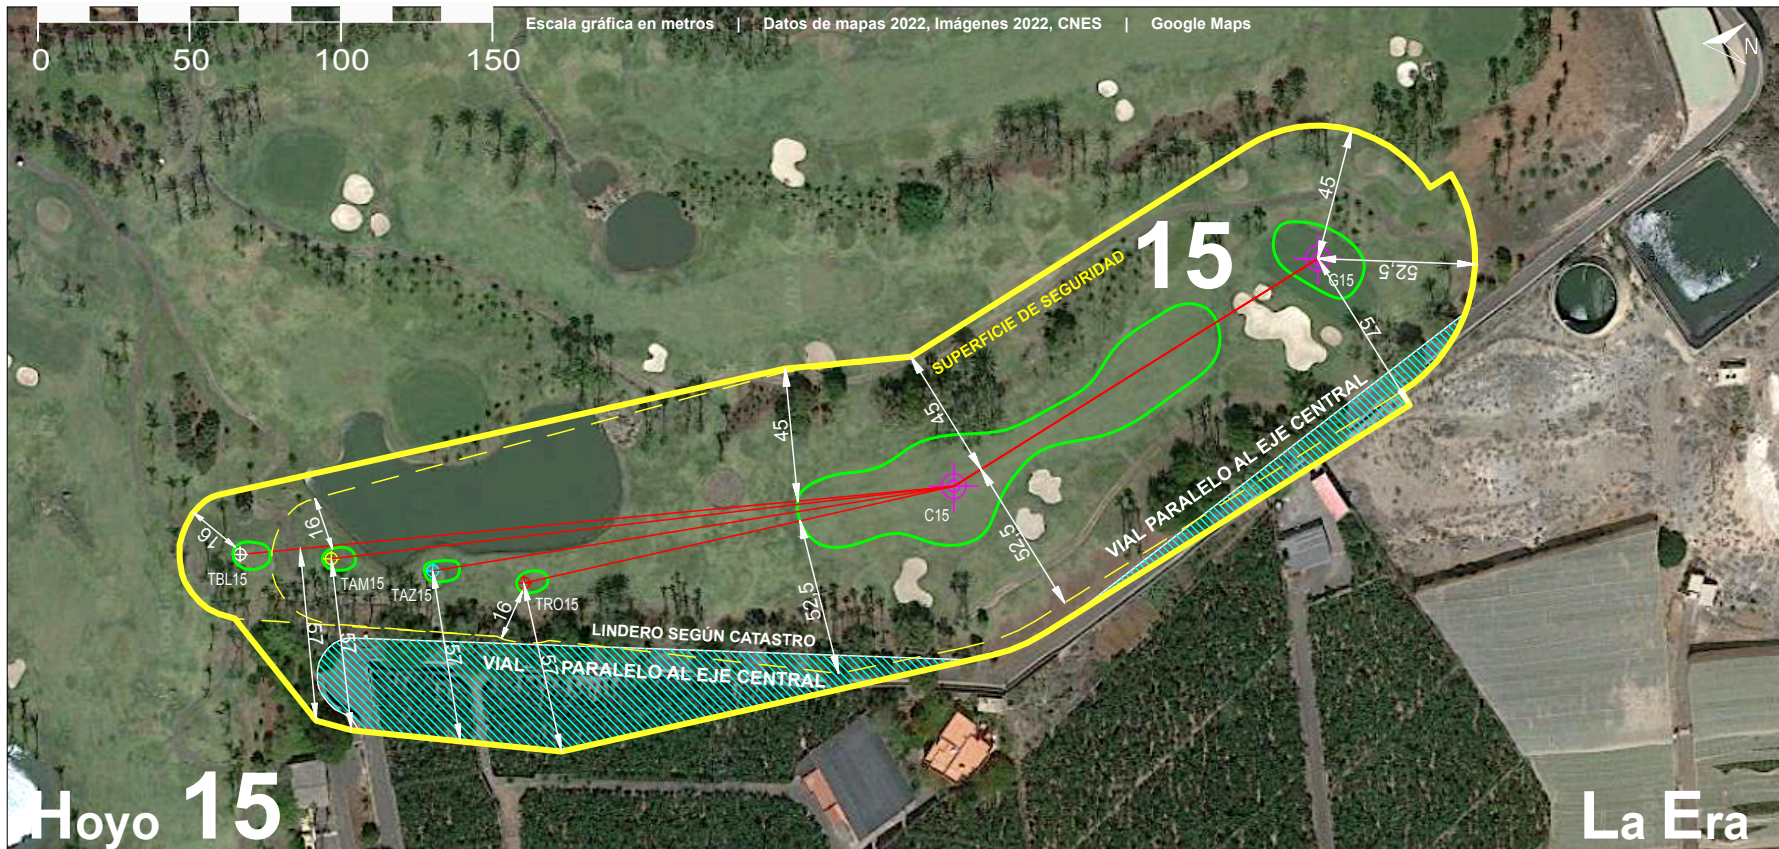 Escala gráfica en metros | Datos de mapas 2022, Imágenes 2022, CNES | Google Maps
N
0 50 100 150
15
45
SUPERFICIE DE SEGURIDAD
52,5
G15
57
45
45
VIAL PARALELO AL EJE CENTRAL
C15
52,5
16
16
TBL15
TAM15
TAZ15
TRO15
16
52,5
57
57
57
57
LINDERO SEGÚN CATASTRO
VIAL PARALELO AL EJE CENTRAL
Hoyo 15
La Era